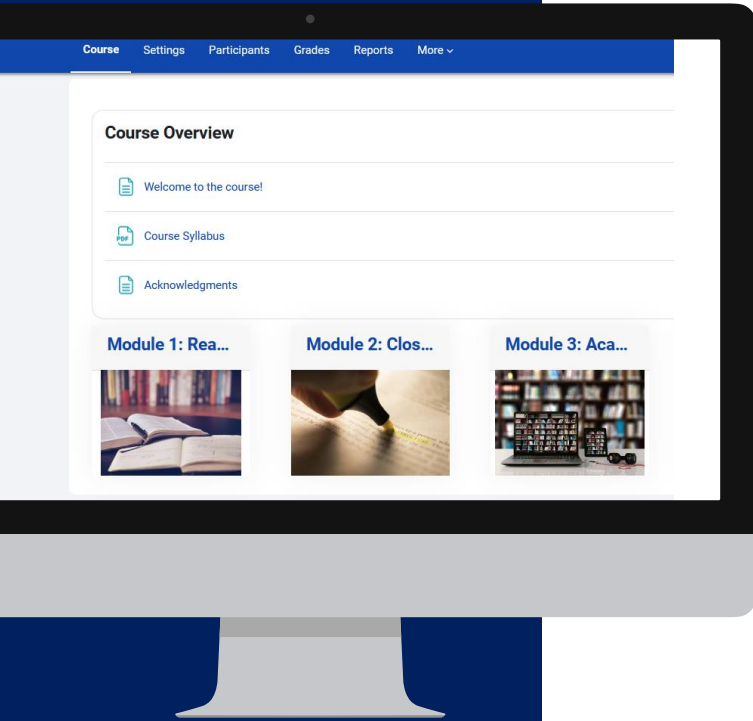 Course Settings Participants Grades Reports More
Course Overview
Welcome to the course!
PDF
Course Syllabus
Acknowledgments
Module 1: Rea... Module 2: Clos... Module 3: Aca...